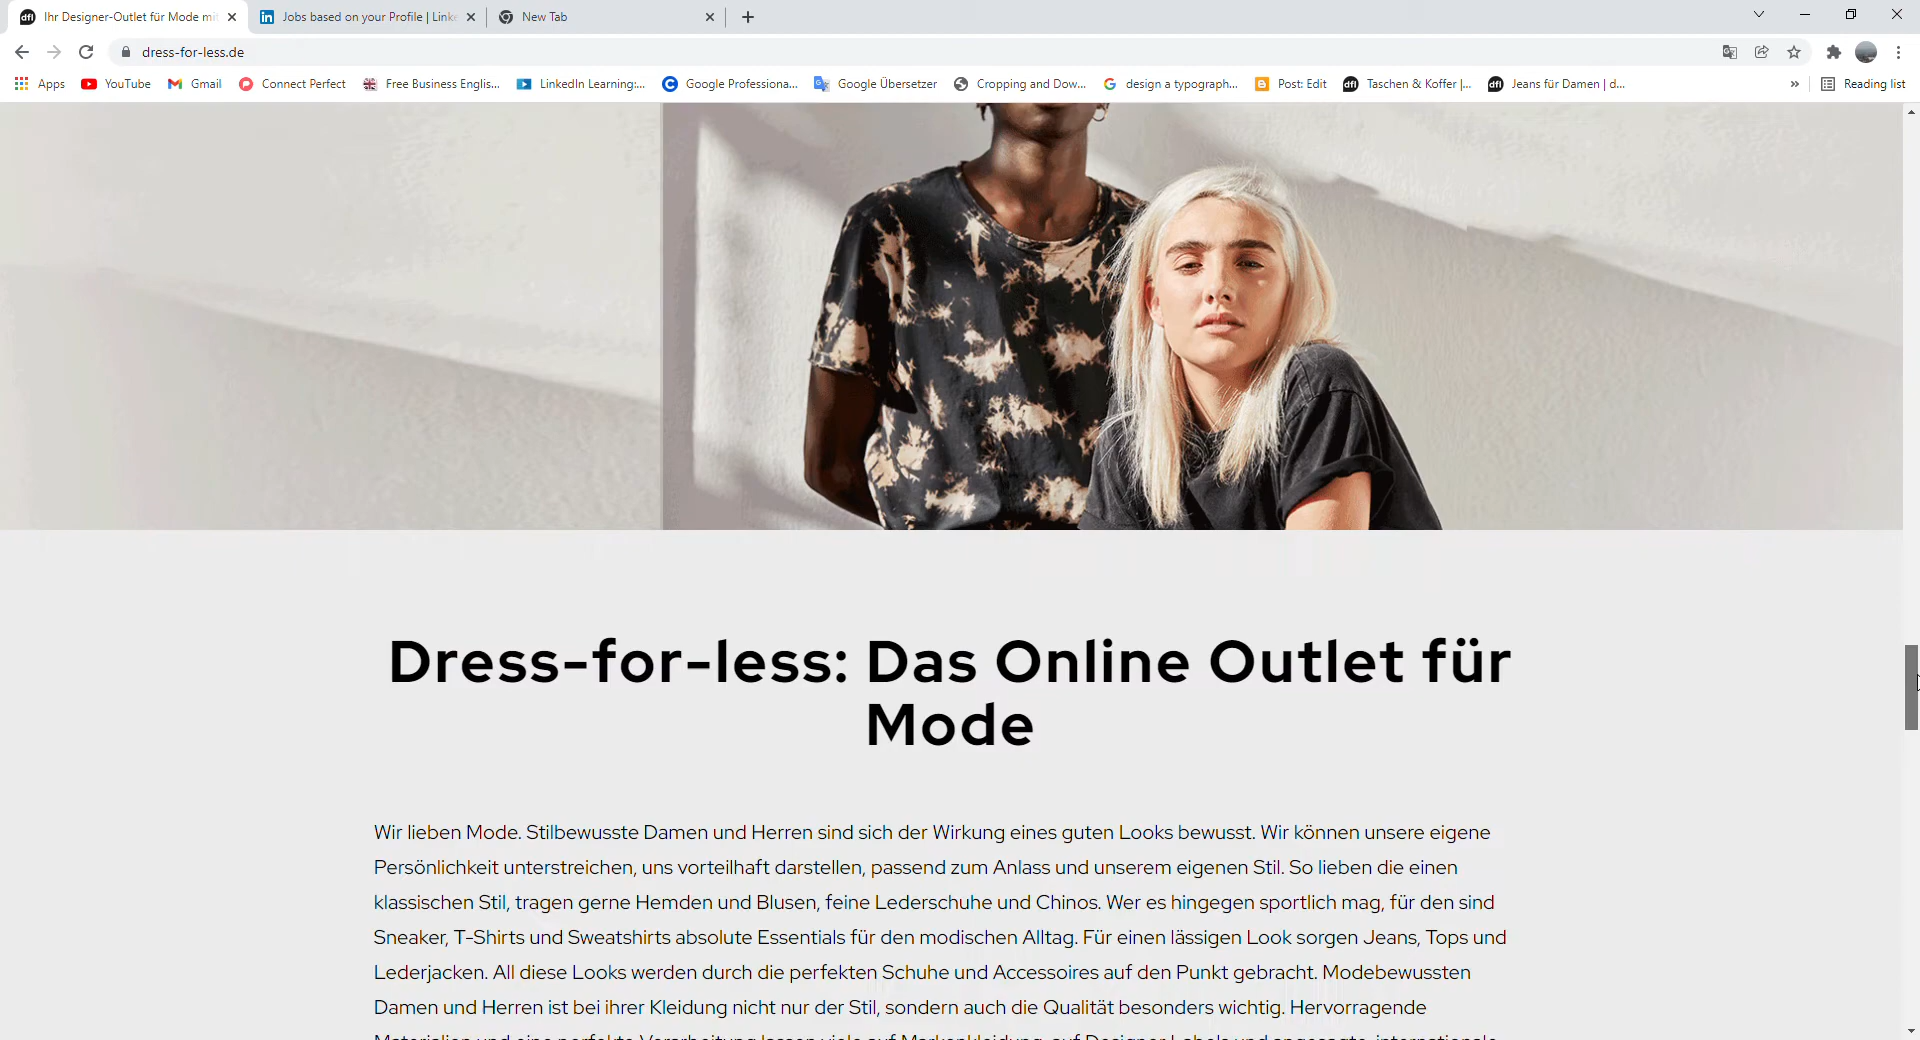 Ihr Designer-Outlet für Mode mit
Jobs based on your Profile | Linke
New Tab
dress-for-less.de
Apps
YouTube
Gmail
Connect Perfect
Free Business Englis...
LinkedIn Learning:...
Google Professiona...
Google Übersetzer
Cropping and Dow...
design a typograph...
Post: Edit
Taschen & Koffer |...
Jeans für Damen | d...
Reading list
Dress-for-less: Das Online Outlet für
Mode
Wir lieben Mode. Stilbewusste Damen und Herren sind sich der Wirkung eines guten Looks bewusst. Wir können unsere eigene
Persönlichkeit unterstreichen, uns vorteilhaft darstellen, passend zum Anlass und unserem eigenen Stil. So lieben die einen
klassischen Stil, tragen gerne Hemden und Blusen, feine Lederschuhe und Chinos. Wer es hingegen sportlich mag, für den sind
Sneaker, T-Shirts und Sweatshirts absolute Essentials für den modischen Alltag. Für einen lässigen Look sorgen Jeans, Tops und
Lederjacken. All diese Looks werden durch die perfekten Schuhe und Accessoires auf den Punkt gebracht. Modebewussten
Damen und Herren ist bei ihrer Kleidung nicht nur der Stil, sondern auch die Qualität besonders wichtig. Hervorragende